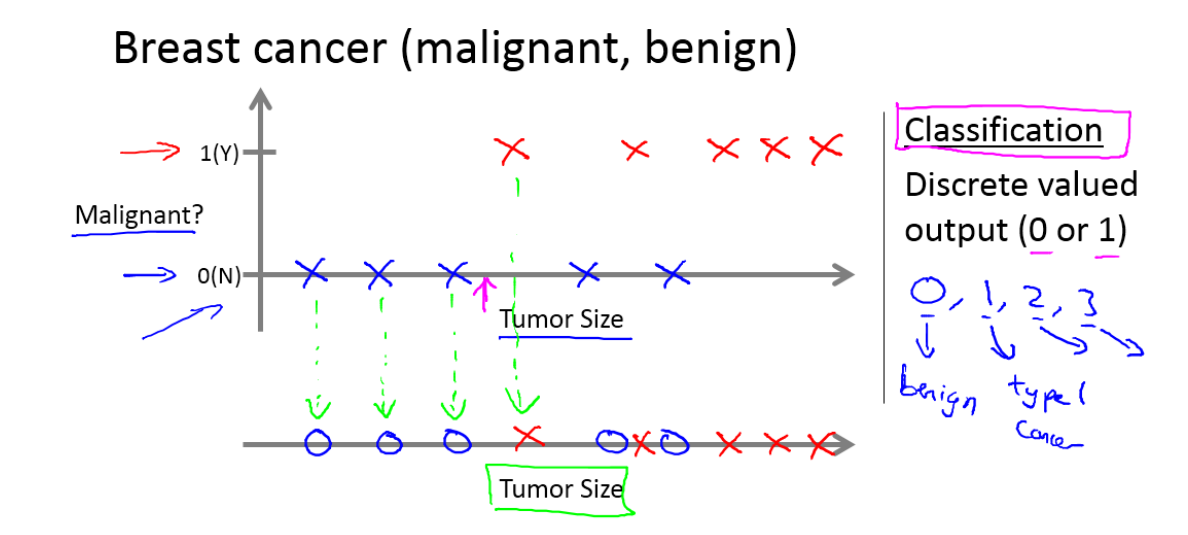 Breast cancer (malignant, benign)
1(Y)
Malignant?
0(N)
Tumor Size
Tumor Size
Classification
Discrete valued
output (0 or 1)
0, 1, 2, 3
benign
type 1
cancer